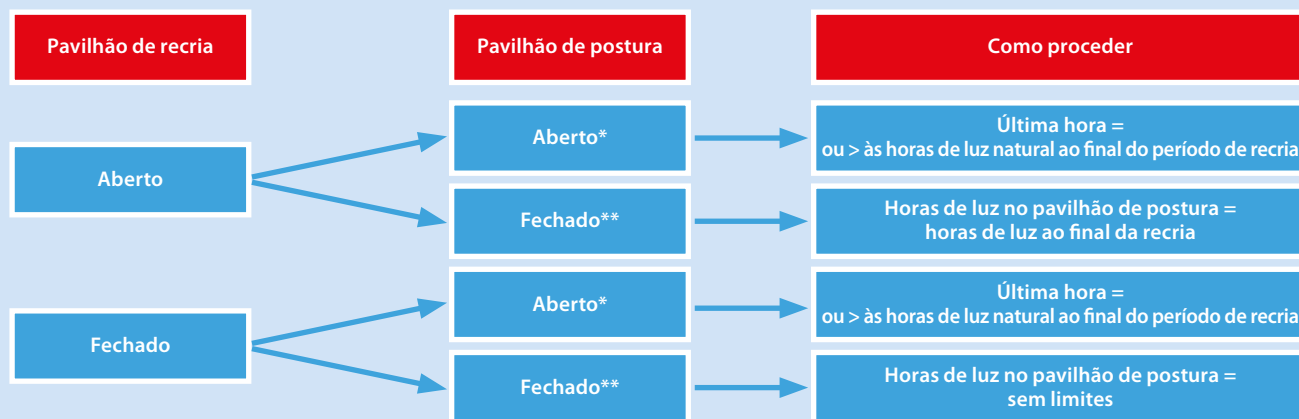 Pavilhão de recria
Pavilhão de postura
Como proceder
Aberto
Aberto*
Última hora =
ou > às horas de luz natural ao final do período de recria
Fechado**
Horas de luz no pavilhão de postura =
horas de luz ao final da recria
Fechado
Aberto*
Última hora =
ou > às horas de luz natural ao final do período de recria
Fechado**
Horas de luz no pavilhão de postura =
sem limites